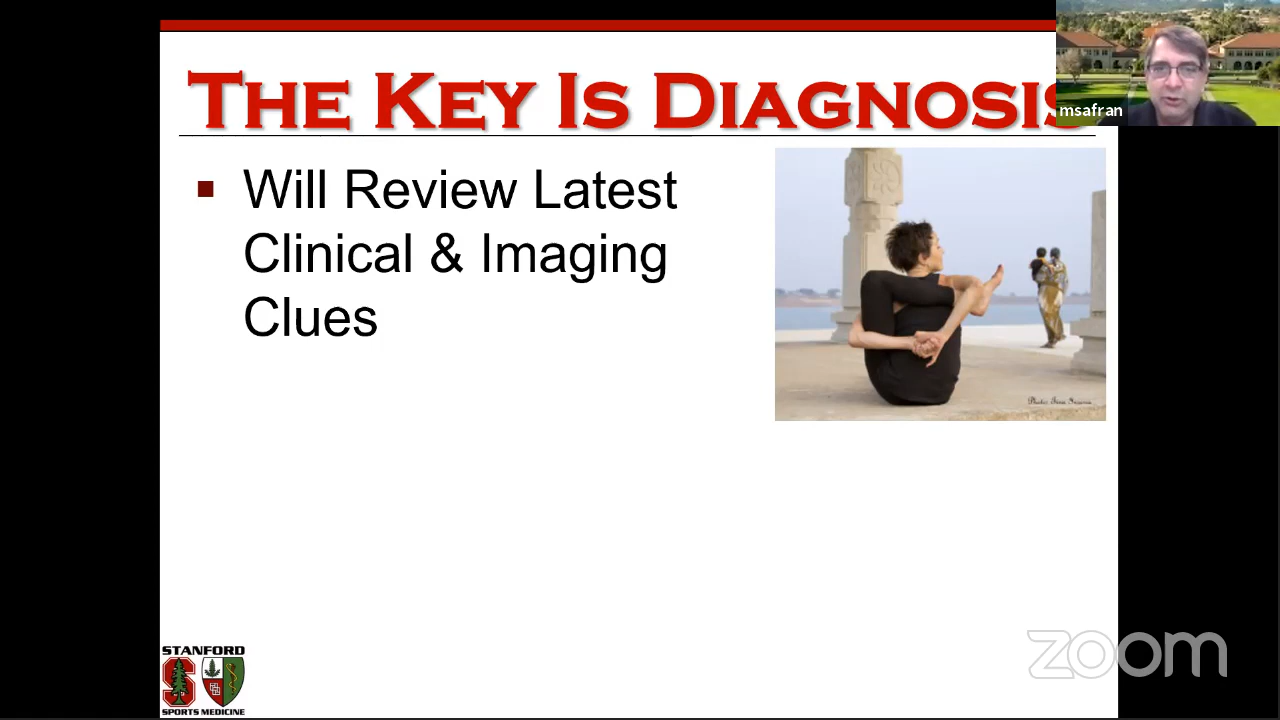 THE KEY IS DIAGNOSIS
msafran
Will Review Latest
Clinical & Imaging
Clues
STANFORD
S
SPORTS MEDICINE
zoom